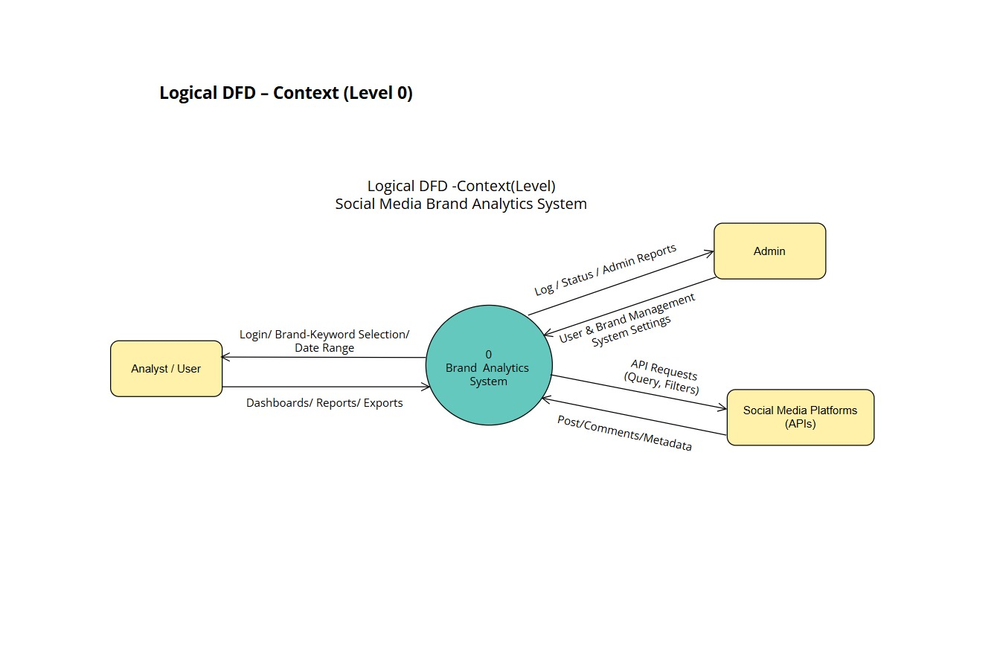 Logical DFD – Context (Level 0)
Logical DFD -Context(Level)
Social Media Brand Analytics System
Admin
Log / Status / Admin Reports
User & Brand Management
System Settings
Login/ Brand-Keyword Selection/
Date Range
Analyst / User
0
Brand  Analytics
System
Dashboards/ Reports/ Exports
API Requests
(Query, Filters)
Social Media Platforms
(APIs)
Post/Comments/Metadata